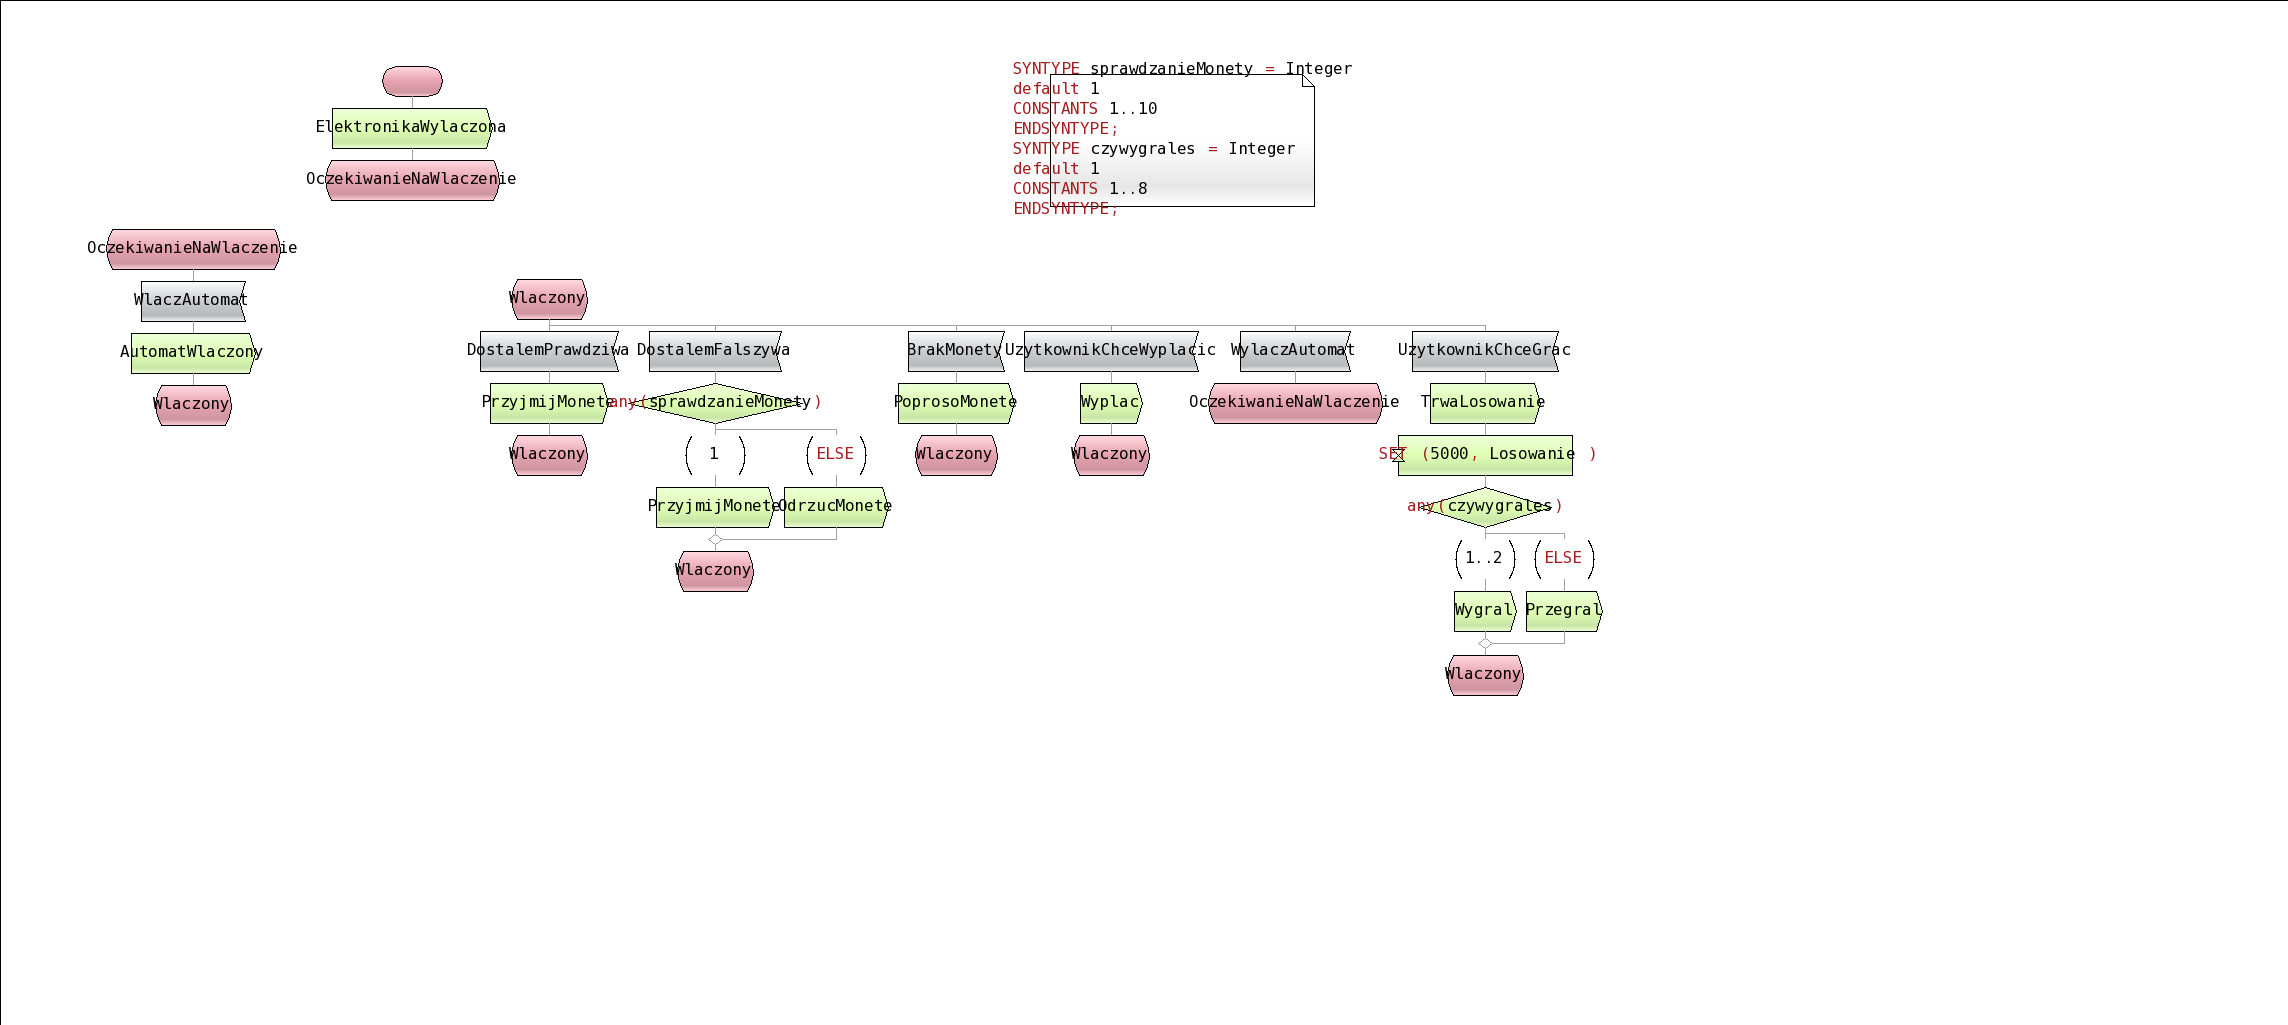 SYNTYPE sprawdzanieMonety = Integer
default 1
CONSTANTS 1..10
ENDSYNTYPE;
SYNTYPE czywygrales = Integer
default 1
CONSTANTS 1..8
ENDSYNTYPE;
ElektronikaWylaczona
OczekiwanieNaWlaczenie
OczekiwanieNaWlaczenie
WlaczAutomat
AutomatWlaczony
Wlaczony
Wlaczony
DostalemPrawdziwa
DostalemFalszywa
BrakMonety
UzytkownikChceWyplacic
WylaczAutomat
UzytkownikChceGrac
PrzyjmijMonete
any(sprawdzanieMonety)
PoprosoMonete
Wyplac
OczekiwanieNaWlaczenie
TrwaLosowanie
Wlaczony
1
ELSE
Wlaczony
Wlaczony
SET (5000, Losowanie )
PrzyjmijMonete
OdrzucMonete
any(czywygrales)
Wlaczony
1..2
ELSE
Wygral
Przegral
Wlaczony